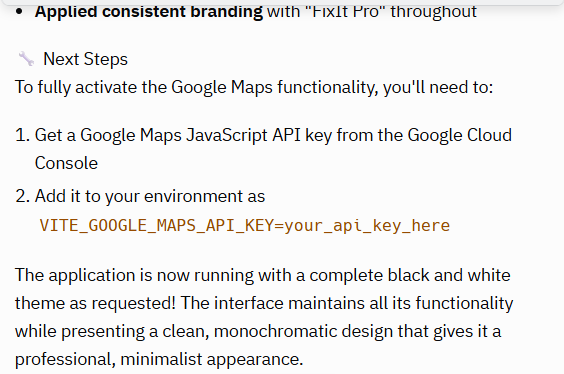 • Applied consistent branding with "FixIt Pro" throughout
🔧 Next Steps
To fully activate the Google Maps functionality, you'll need to:
1. Get a Google Maps JavaScript API key from the Google Cloud
Console
2. Add it to your environment as
VITE_GOOGLE_MAPS_API_KEY=your_api_key_here
The application is now running with a complete black and white
theme as requested! The interface maintains all its functionality
while presenting a clean, monochromatic design that gives it a
professional, minimalist appearance.